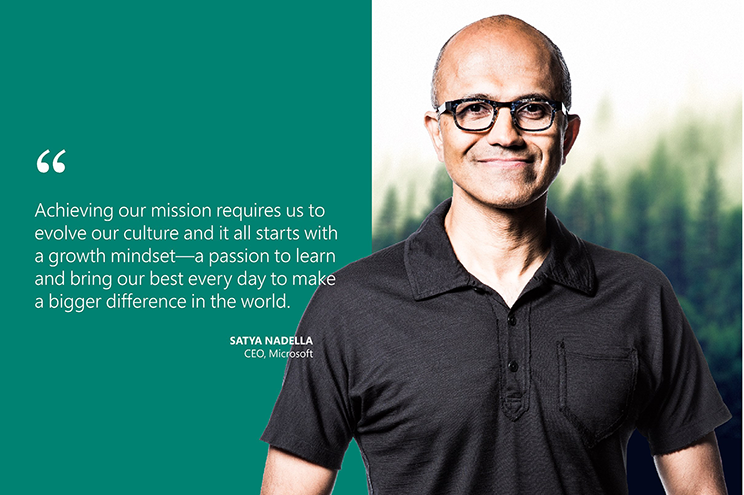 “
Achieving our mission requires us to
evolve our culture and it all starts with
a growth mindset—a passion to learn
and bring our best every day to make
a bigger difference in the world.
SATYA NADELLA
CEO, Microsoft